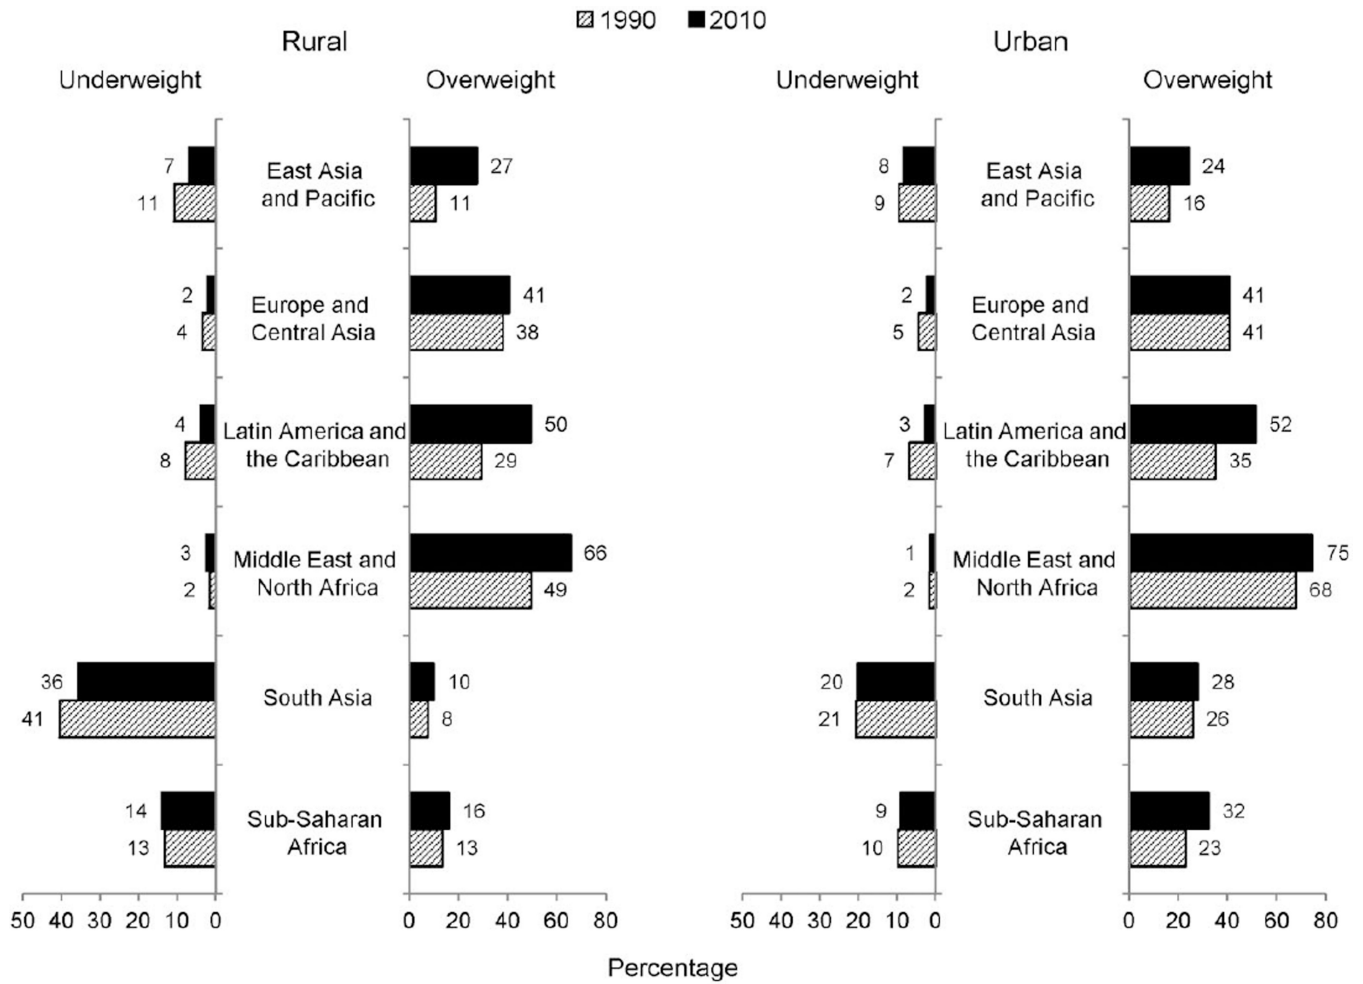 1990 2010
Rural Urban
Underweight Overweight Underweight Overweight
7 East Asia 27 8 East Asia 24
11 and Pacific 11 9 and Pacific 16
2 Europe and 41 2 Europe and 41
4 Central Asia 38 5 Central Asia 41
4 Latin America and 50 3 Latin America and 52
8 the Caribbean 29 7 the Caribbean 35
3 Middle East and 66 1 Middle East and 75
2 North Africa 49 2 North Africa 68
36 10 20 28
South Asia South Asia
41 8 21 26
14 Sub-Saharan 16 9 Sub-Saharan 32
13 Africa 13 10 Africa 23
50 40 30 20 10 0 0 20 40 60 80 50 40 30 20 10 0 0 20 40 60 80
Percentage